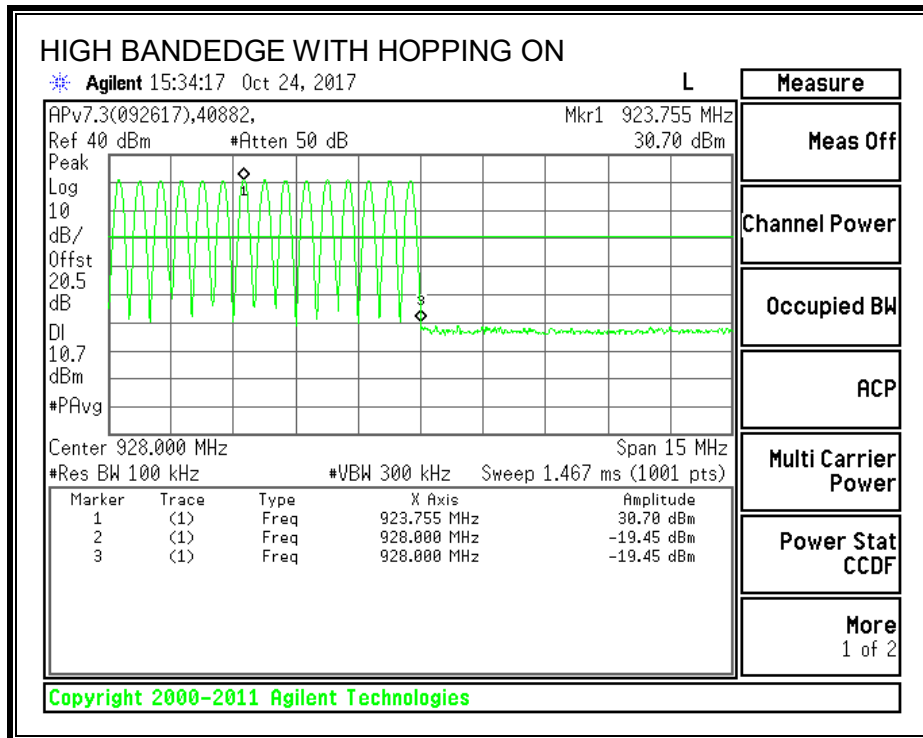 HIGH BANDEDGE WITH HOPPING ON
Agilent 15:34:17 Oct 24, 2017 L
Measure
APv7.3(092617),40882, Mkr1 923.755 MHz
Ref 40 dBm #Atten 50 dB 30.70 dBm
Meas Off
Peak
Log
10
dB/
Offst
20.5
dB
DI
10.7
dBm
#PAvg
1
3
Channel Power
Occupied BW
ACP
Center 928.000 MHz Span 15 MHz
#Res BW 100 kHz #VBW 300 kHz Sweep 1.467 ms (1001 pts)
Multi Carrier
Power
Marker Trace Type X Axis Amplitude
1 (1) Freq 923.755 MHz 30.70 dBm
2 (1) Freq 928.000 MHz -19.45 dBm
3 (1) Freq 928.000 MHz -19.45 dBm
Power Stat
CCDF
More
1 of 2
Copyright 2000-2011 Agilent Technologies